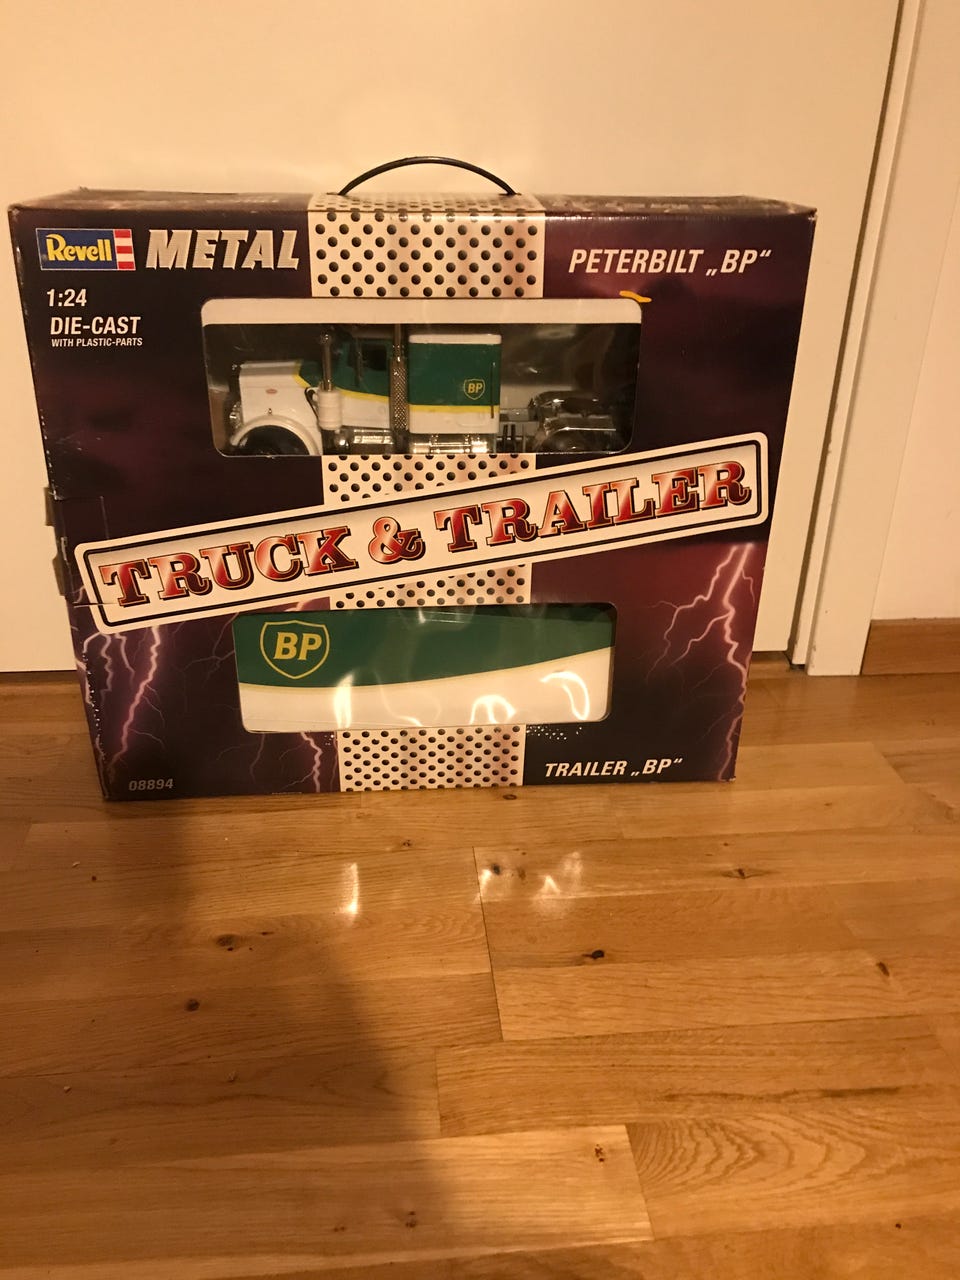 Revell METAL
PETERBILT „BP“
1:24
DIE-CAST
WITH PLASTIC-PARTS
BP
TRUCK & TRAILER
BP
TRAILER „BP“
08894